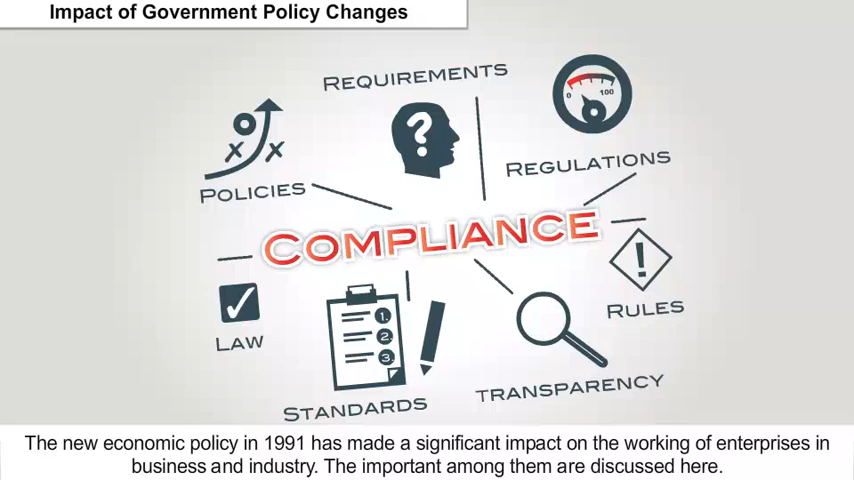 Impact of Government Policy Changes
REQUIREMENTS
0 100
REGULATIONS
POLICIES
COMPLIANCE
LAW
1.
2.
3.
RULES
STANDARDS
TRANSPARENCY
The new economic policy in 1991 has made a significant impact on the working of enterprises in
business and industry. The important among them are discussed here.